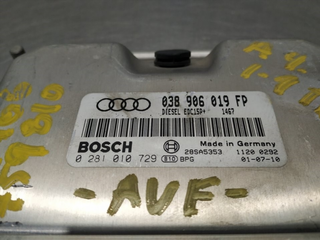 038 906 019 FP
DIESEL EDC15P+ 1467
BOSCH
Made in Germany
28SA5353 1120 0292
0 281 010 729 810 BPG 01-07-10
-AVF-